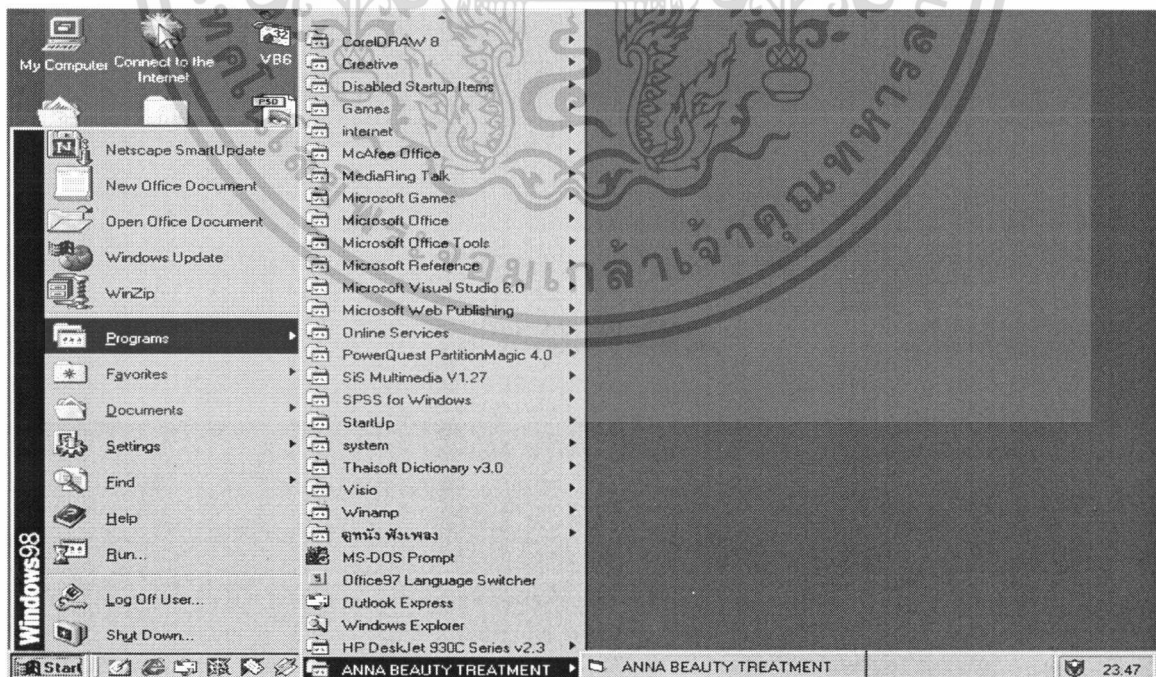 My Computer
Connect to the
Internet
VB6
Netscape SmartUpdate
New Office Document
Open Office Document
Windows Update
WinZip
Programs
Favorites
Documents
Settings
Find
Help
Run...
Log Off User...
Shut Down...
Windows98
CorelDRAW 8
Creative
Disabled Startup Items
Games
internet
McAfee Office
MediaRing Talk
Microsoft Games
Microsoft Office
Microsoft Office Tools
Microsoft Reference
Microsoft Visual Studio 6.0
Microsoft Web Publishing
Online Services
PowerQuest PartitionMagic 4.0
SiS Multimedia V1.27
SPSS for Windows
StartUp
system
Thaisoft Dictionary v3.0
Visio
Winamp
ดูหนัง ฟังเพลง
MS-DOS Prompt
Office97 Language Switcher
Outlook Express
Windows Explorer
HP DeskJet 930C Series v2.3
ANNA BEAUTY TREATMENT
ANNA BEAUTY TREATMENT
Start
23.47
PSD